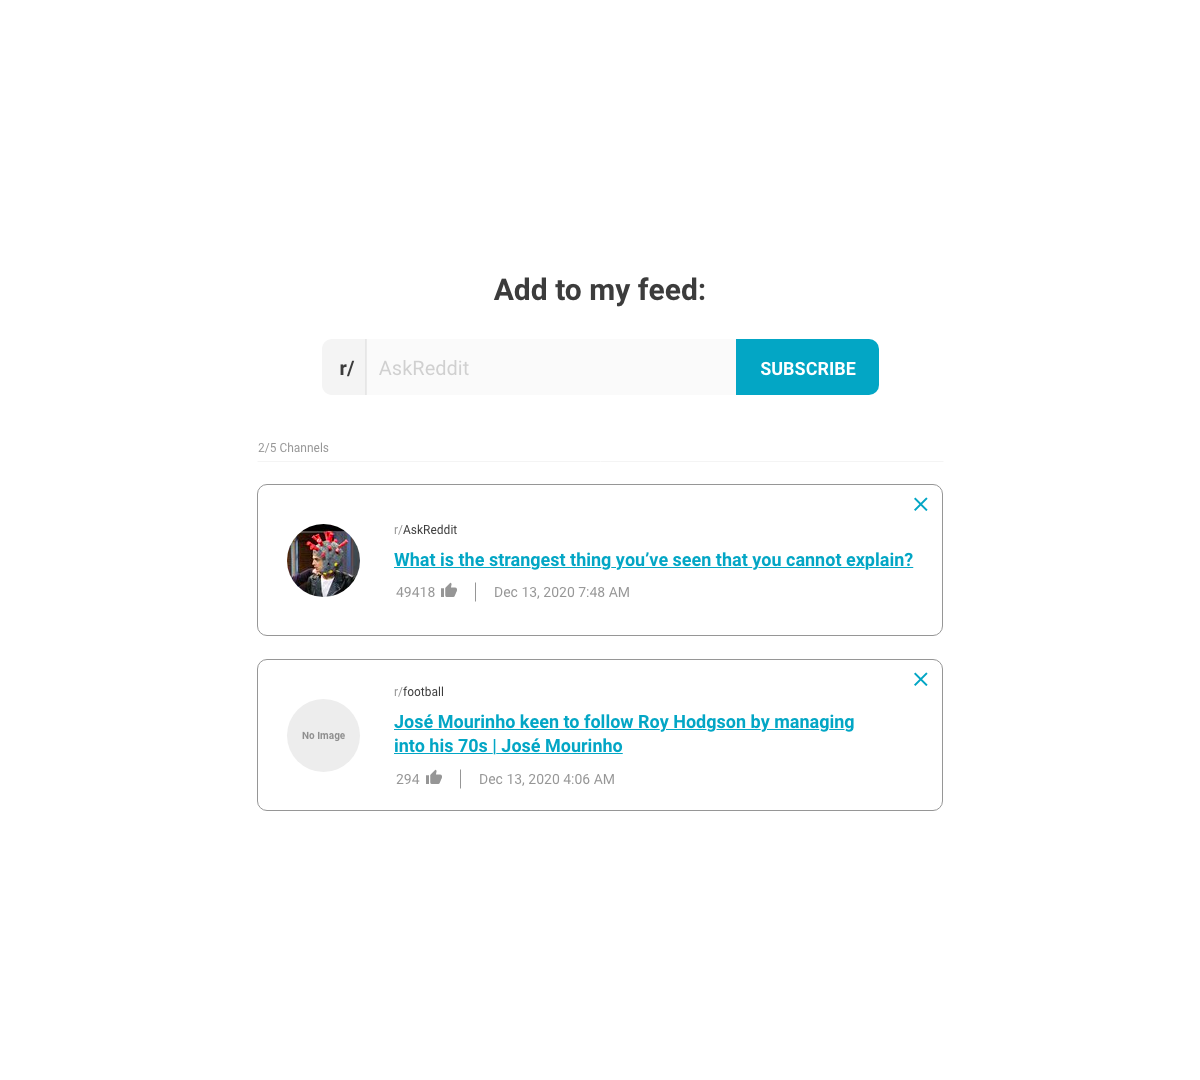 Add to my feed:
r/ AskReddit SUBSCRIBE
2/5 Channels
r/AskReddit
What is the strangest thing you’ve seen that you cannot explain?
49418 Dec 13, 2020 7:48 AM
r/football
No Image
José Mourinho keen to follow Roy Hodgson by managing
into his 70s | José Mourinho
294 Dec 13, 2020 4:06 AM